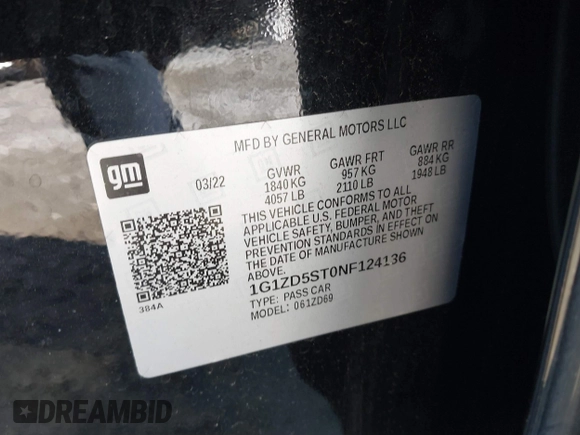 MFD BY GENERAL MOTORS LLC
gm
03/22
GVWR
1840 KG
4057 LB
GAWR FRT
957 KG
2110 LB
GAWR RR
884 KG
1948 LB
THIS VEHICLE CONFORMS TO ALL
APPLICABLE U.S. FEDERAL MOTOR
VEHICLE SAFETY, BUMPER, AND THEFT
PREVENTION STANDARDS IN EFFECT ON
THE DATE OF MANUFACTURE SHOWN
ABOVE.
1G1ZD5ST0NF124136
TYPE: PASS CAR
MODEL: 061ZD69
384A
DREAMBID